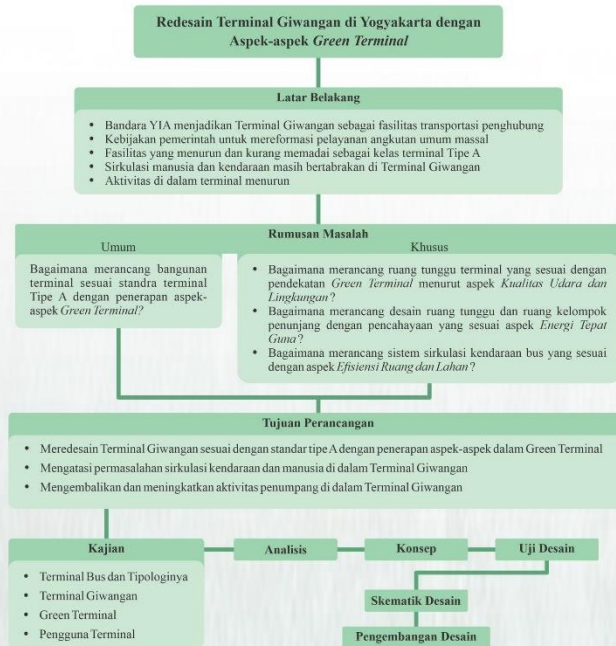 Redesain Terminal Giwangan di Yogyakarta dengan
Aspek-aspek Green Terminal
Latar Belakang
• Bandara YIA menjadikan Terminal Giwangan sebagai fasilitas transportasi penghubung
• Kebijakan pemerintah untuk mereformasi pelayanan angkutan umum massal
• Fasilitas yang menurun dan kurang memadai sebagai kelas terminal Tipe A
• Sirkulasi manusia dan kendaraan masih bertabrakan di Terminal Giwangan
• Aktivitas di dalam terminal menurun
Rumusan Masalah
Umum
Bagaimana merancang bangunan
terminal sesuai standra terminal
Tipe A dengan penerapan aspek-
aspek Green Terminal?
Khusus
• Bagaimana merancang ruang tunggu terminal yang sesuai dengan
pendekatan Green Terminal menurut aspek Kualitas Udara dan
Lingkungan?
• Bagaimana merancang desain ruang tunggu dan ruang kelompok
penunjang dengan pencahayaan yang sesuai aspek Energi Tepat
Guna?
• Bagaimana merancang sistem sirkulasi kendaraan bus yang sesuai
dengan aspek Efisiensi Ruang dan Lahan?
Tujuan Perancangan
• Meredesain Terminal Giwangan sesuai dengan standar tipe A dengan penerapan aspek-aspek dalam Green Terminal
• Mengatasi permasalahan sirkulasi kendaraan dan manusia di dalam Terminal Giwangan
• Mengembalikan dan meningkatkan aktivitas penumpang di dalam Terminal Giwangan
Kajian
• Terminal Bus dan Tipologinya
• Terminal Giwangan
• Green Terminal
• Pengguna Terminal
Analisis
Konsep
Uji Desain
Skematik Desain
Pengembangan Desain